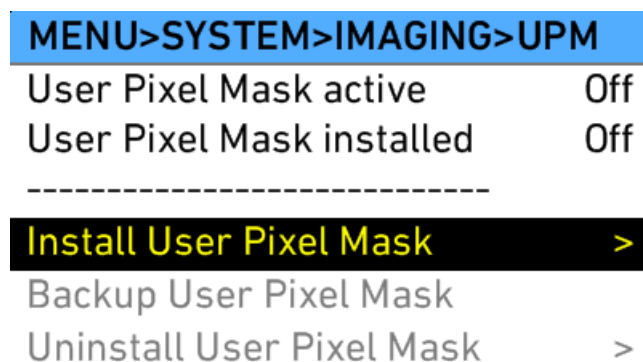 MENU>SYSTEM>IMAGING>UPM
User Pixel Mask active Off
User Pixel Mask installed Off
-----------------------------
Install User Pixel Mask >
Backup User Pixel Mask
Uninstall User Pixel Mask >